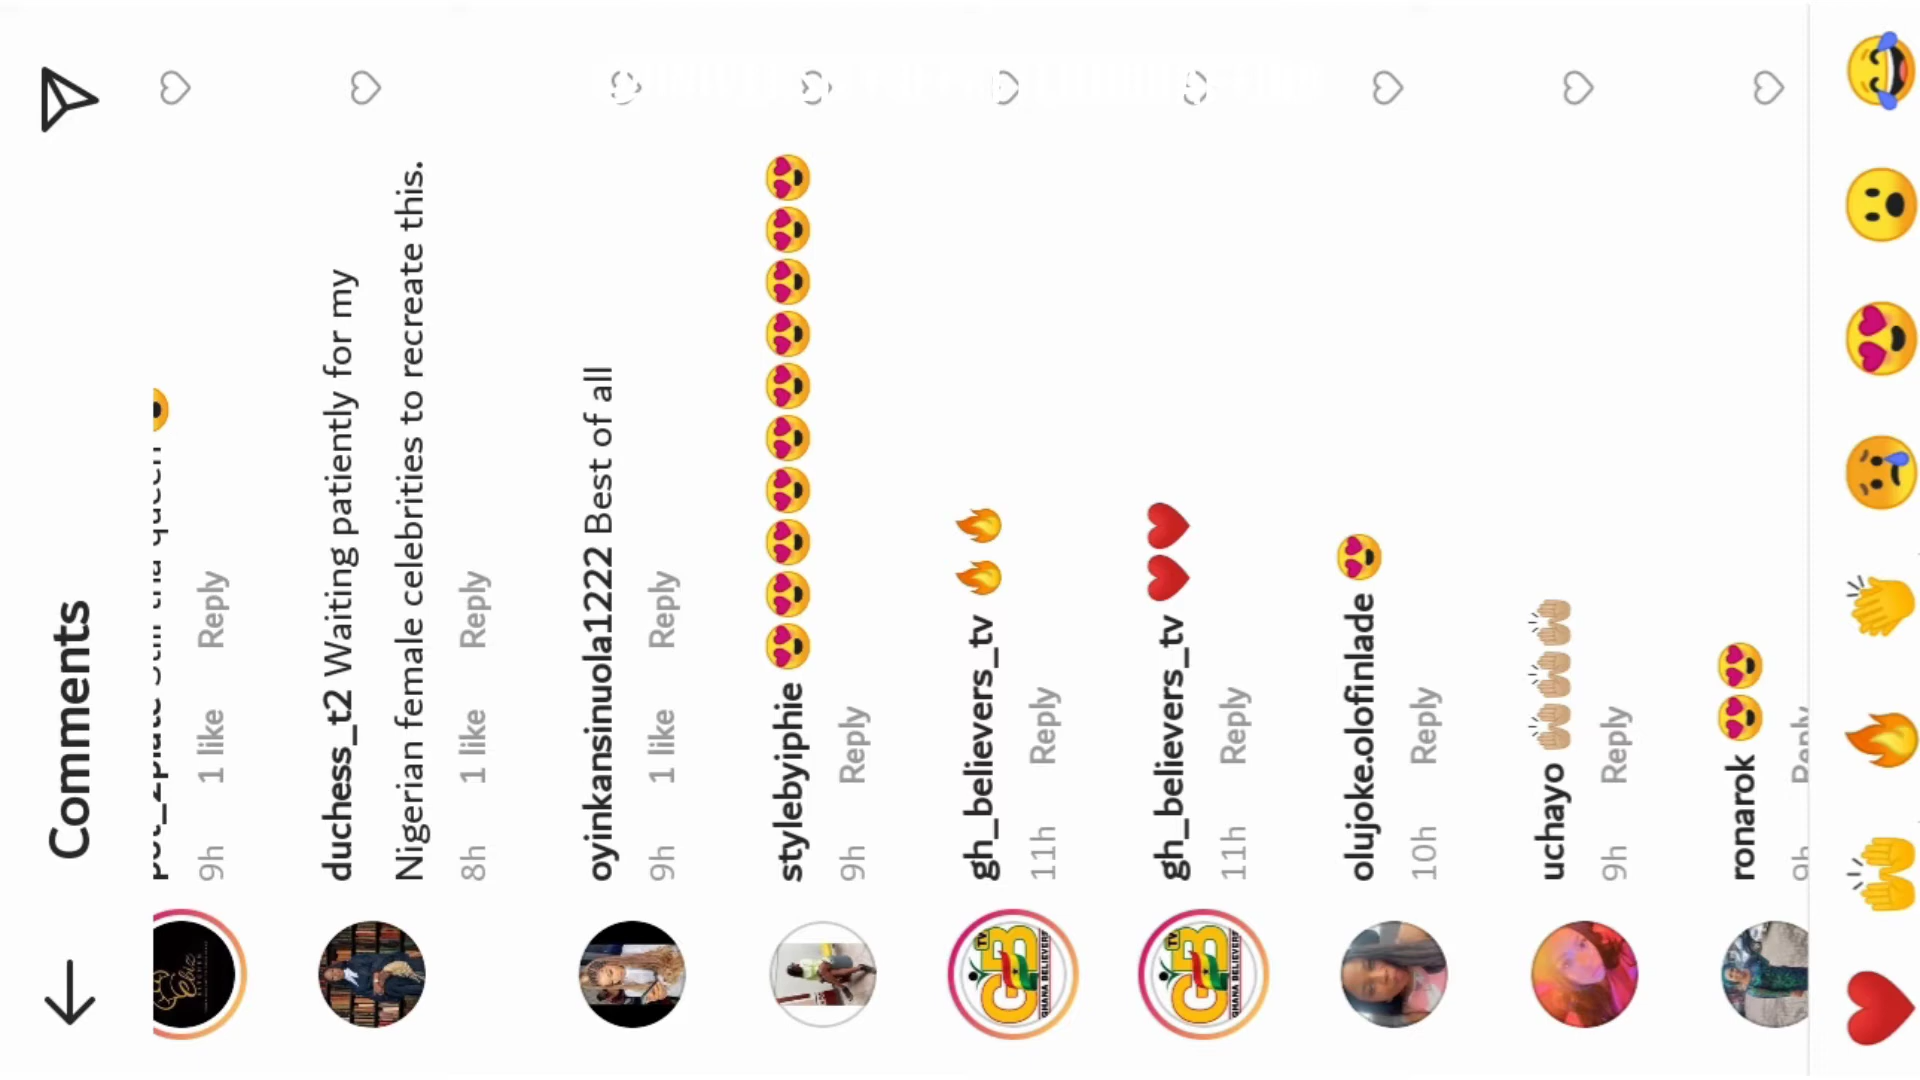 Comments
queen 😍
9h 1 like Reply
duchess_t2 Waiting patiently for my
Nigerian female celebrities to recreate this.
8h 1 like Reply
oyinkansinuola1222 Best of all
9h 1 like Reply
stylebyiphie 😍😍😍😍😍😍😍😍😍😍
9h Reply
gh_believers_tv 🔥🔥
11h Reply
gh_believers_tv ❤️❤️
11h Reply
olujoke.olofinlade 😍
10h Reply
uchayo 🙌🏼🙌🏼🙌🏼
9h Reply
ronarok 😍😍
9h Reply